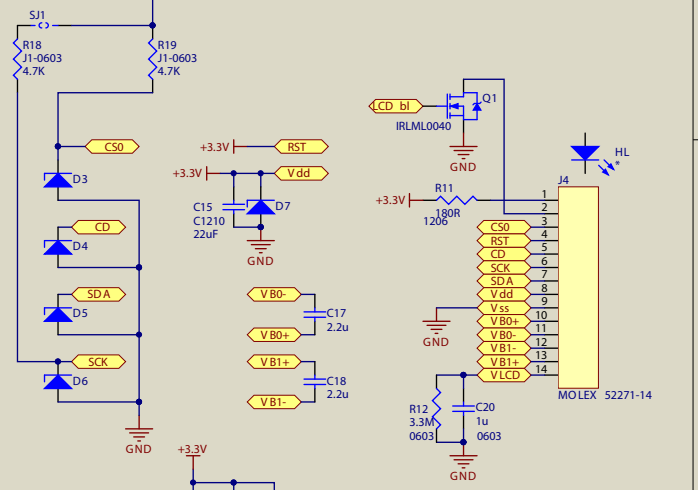 SJ1
R18
J1-0603
4.7K
R19
J1-0603
4.7K
CS0
D3
CD
D4
SDA
D5
SCK
D6
GND
+3.3V
RST
+3.3V
Vdd
C15
C1210
22uF
D7
GND
VB0-
C17
2.2u
VB0+
VB1+
C18
2.2u
VB1-
+3.3V
LCD_bl
Q1
IRLML0040
GND
HL
*
J4
+3.3V
R11
180R
1206
1
2
CS0 3
RST 4
CD 5
SCK 6
SDA 7
Vdd 8
Vss 9
VB0+ 10
VB0- 11
VB1- 12
VB1+ 13
VLCD 14
GND
MOLEX 52271-14
R12
3.3M
0603
C20
1u
0603
GND